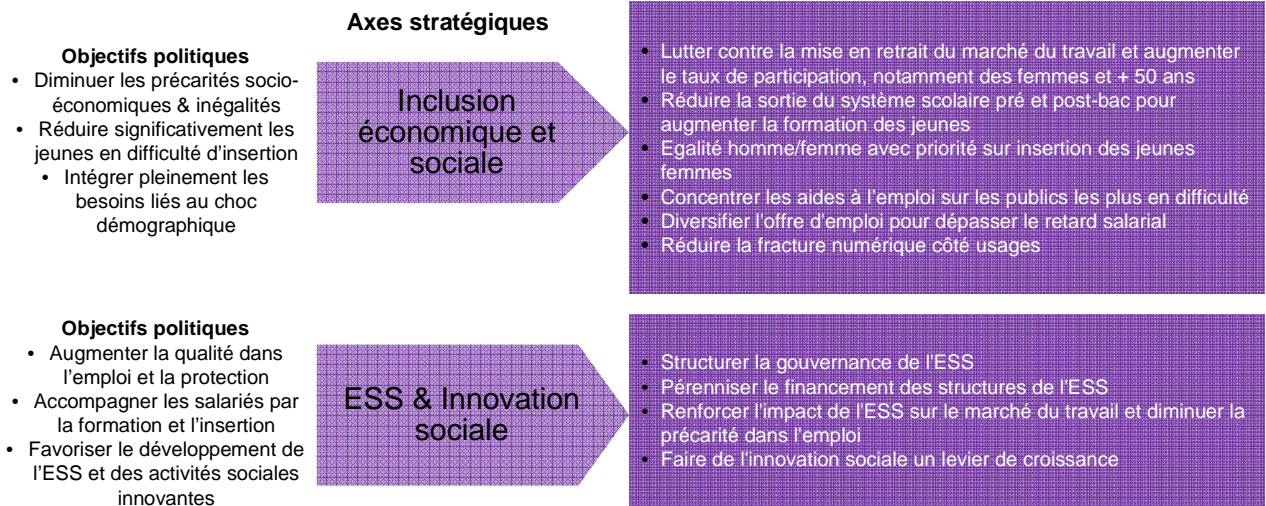 Axes stratégiques
Objectifs politiques
• Diminuer les précarités socio-
économiques & inégalités
• Réduire significativement les
jeunes en difficulté d'insertion
• Intégrer pleinement les
besoins liés au choc
démographique
Inclusion
économique et
sociale
• Lutter contre la mise en retrait du marché du travail et augmenter
le taux de participation, notamment des femmes et + 50 ans
• Réduire la sortie du système scolaire pré et post-bac pour
augmenter la formation des jeunes
• Egalité homme/femme avec priorité sur insertion des jeunes
femmes
• Concentrer les aides à l'emploi sur les publics les plus en difficulté
• Diversifier l'offre d'emploi pour dépasser le retard salarial
• Réduire la fracture numérique côté usages
Objectifs politiques
• Augmenter la qualité dans
l'emploi et la protection
• Accompagner les salariés par
la formation et l'insertion
• Favoriser le développement de
l'ESS et des activités sociales
innovantes
ESS & Innovation
sociale
• Structurer la gouvernance de l'ESS
• Pérenniser le financement des structures de l'ESS
• Renforcer l'impact de l'ESS sur le marché du travail et diminuer la
précarité dans l'emploi
• Faire de l'innovation sociale un levier de croissance